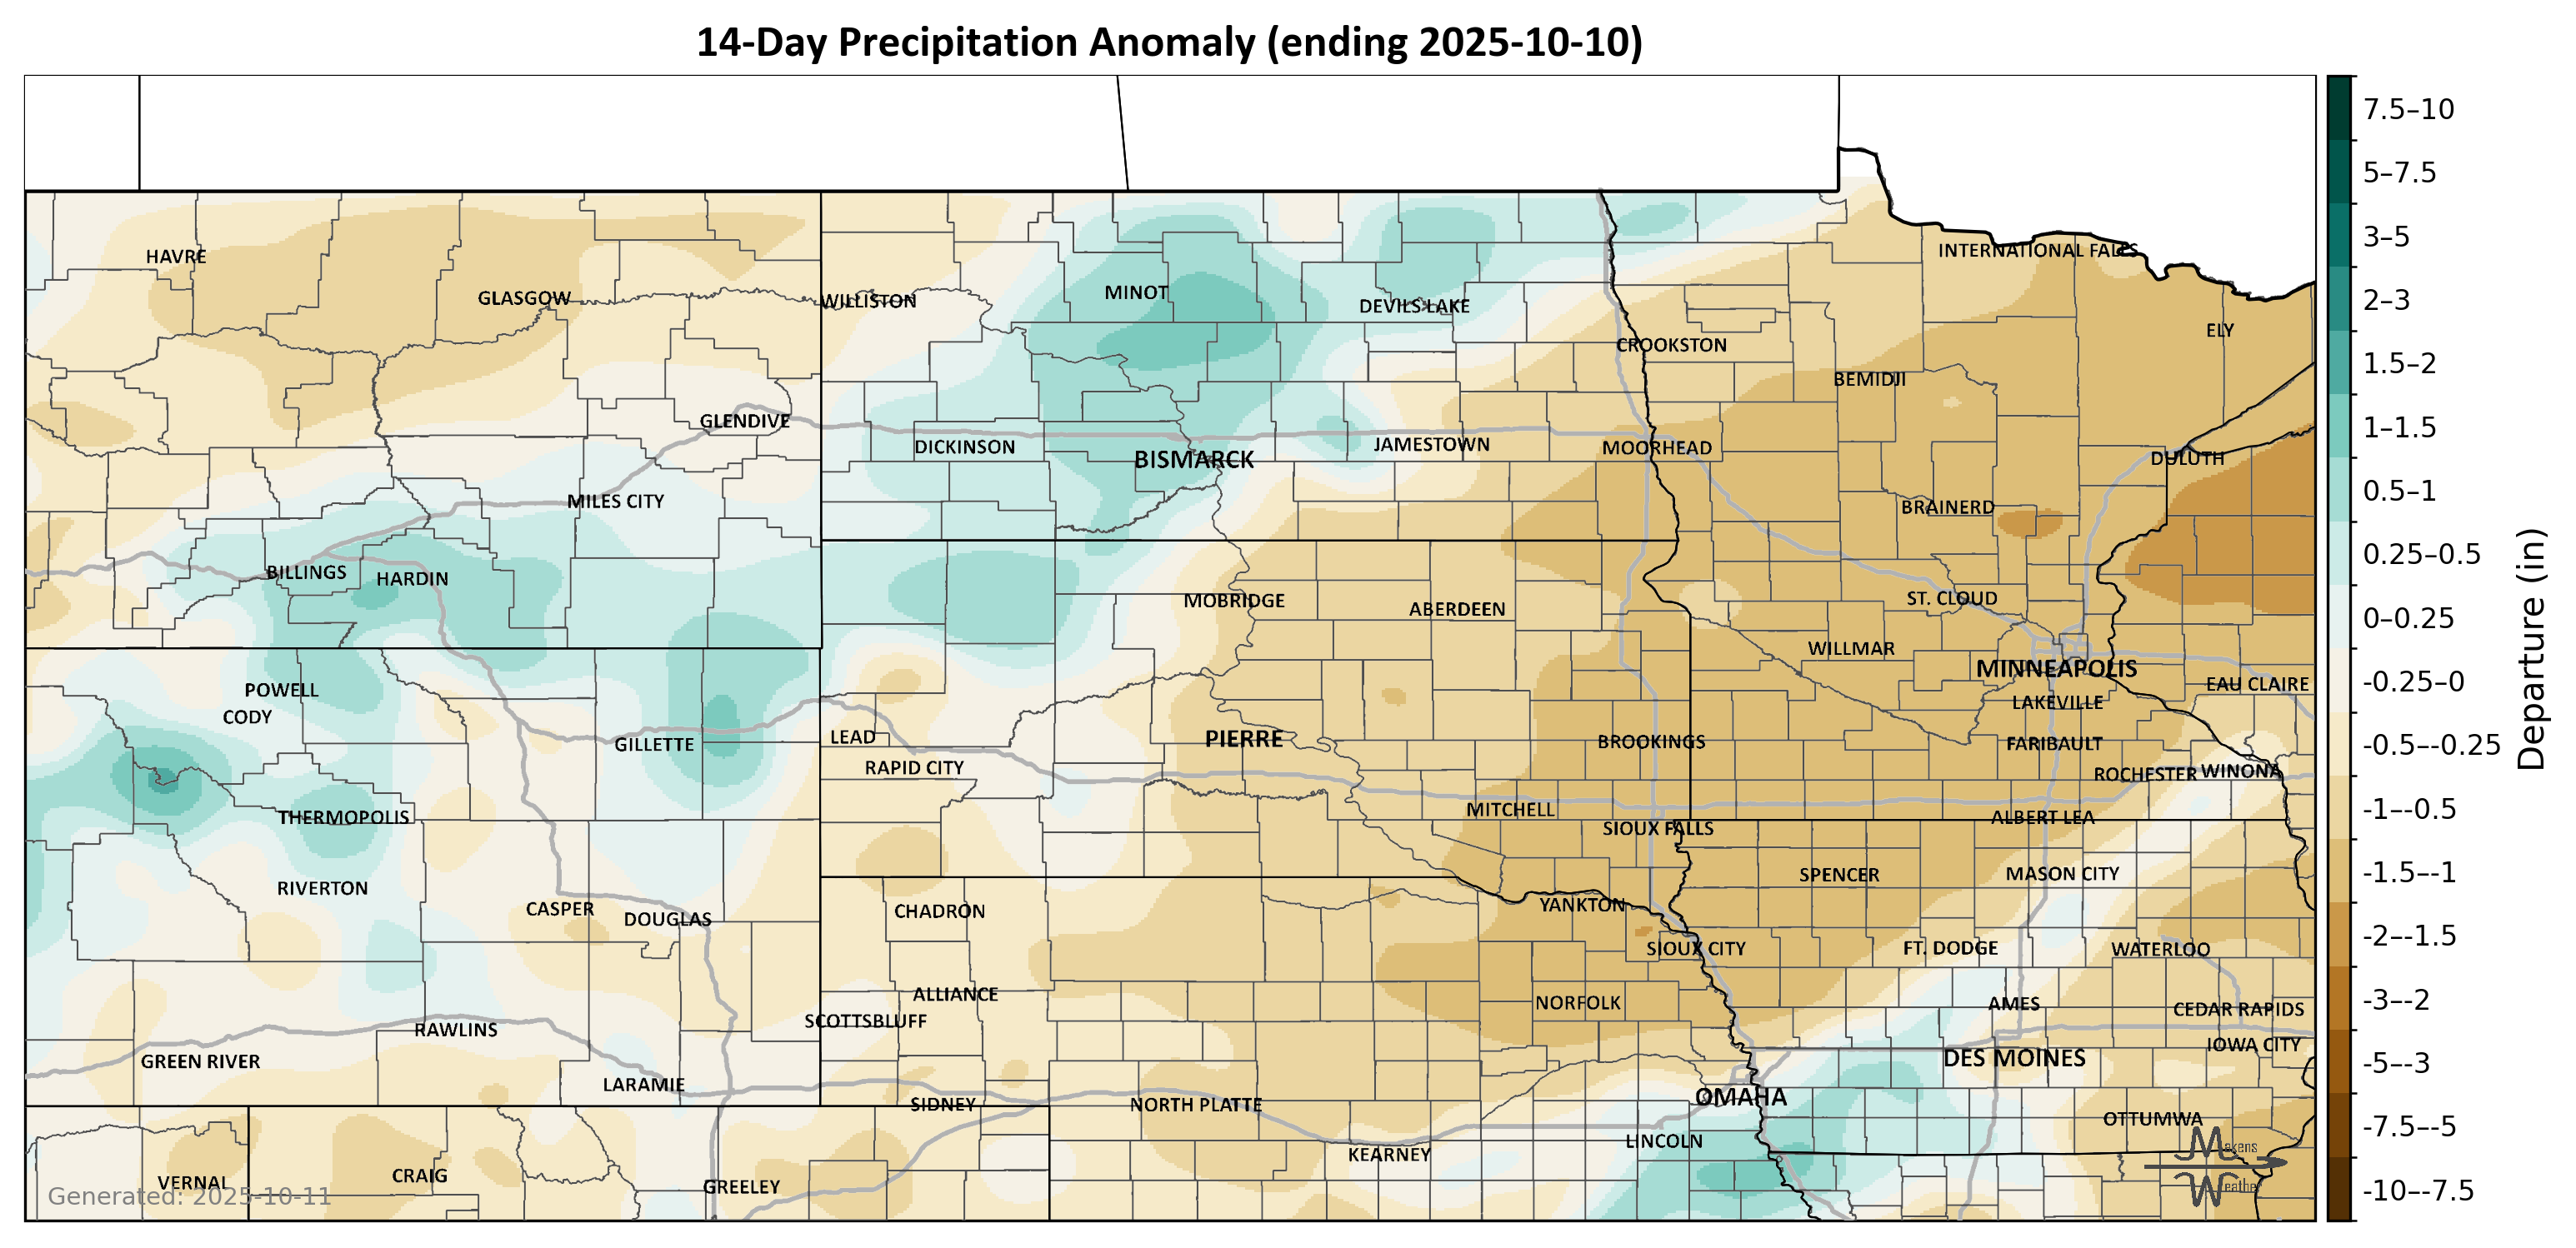 14-Day Precipitation Anomaly (ending 2025-10-10)
HAVRE
GLASGOW
WILLISTON
MINOT
DEVILS LAKE
INTERNATIONAL FALLS
ELY
CROOKSTON
BEMIDJI
GLENDIVE
DICKINSON
BISMARCK
JAMESTOWN
MOORHEAD
DULUTH
MILES CITY
BRAINERD
BILLINGS
HARDIN
MOBRIDGE
ABERDEEN
ST. CLOUD
WILLMAR
MINNEAPOLIS
EAU CLAIRE
LAKEVILLE
POWELL
CODY
GILLETTE
LEAD
RAPID CITY
PIERRE
BROOKINGS
FARIBAULT
ROCHESTER
WINONA
THERMOPOLIS
MITCHELL
SIOUX FALLS
ALBERT LEA
RIVERTON
SPENCER
MASON CITY
CASPER
DOUGLAS
CHADRON
YANKTON
SIOUX CITY
FT. DODGE
WATERLOO
ALLIANCE
NORFOLK
AMES
CEDAR RAPIDS
SCOTTSBLUFF
RAWLINS
GREEN RIVER
IOWA CITY
DES MOINES
LARAMIE
SIDNEY
NORTH PLATTE
OMAHA
OTTUMWA
LINCOLN
KEARNEY
VERNAL
CRAIG
GREELEY
Generated: 2025-10-11
Makens
Weather
7.5–10
5–7.5
3–5
2–3
1.5–2
1–1.5
0.5–1
0.25–0.5
0–0.25
-0.25–0
-0.5–-0.25
-1–-0.5
-1.5–-1
-2–-1.5
-3–-2
-5–-3
-7.5–-5
-10–-7.5
Departure (in)